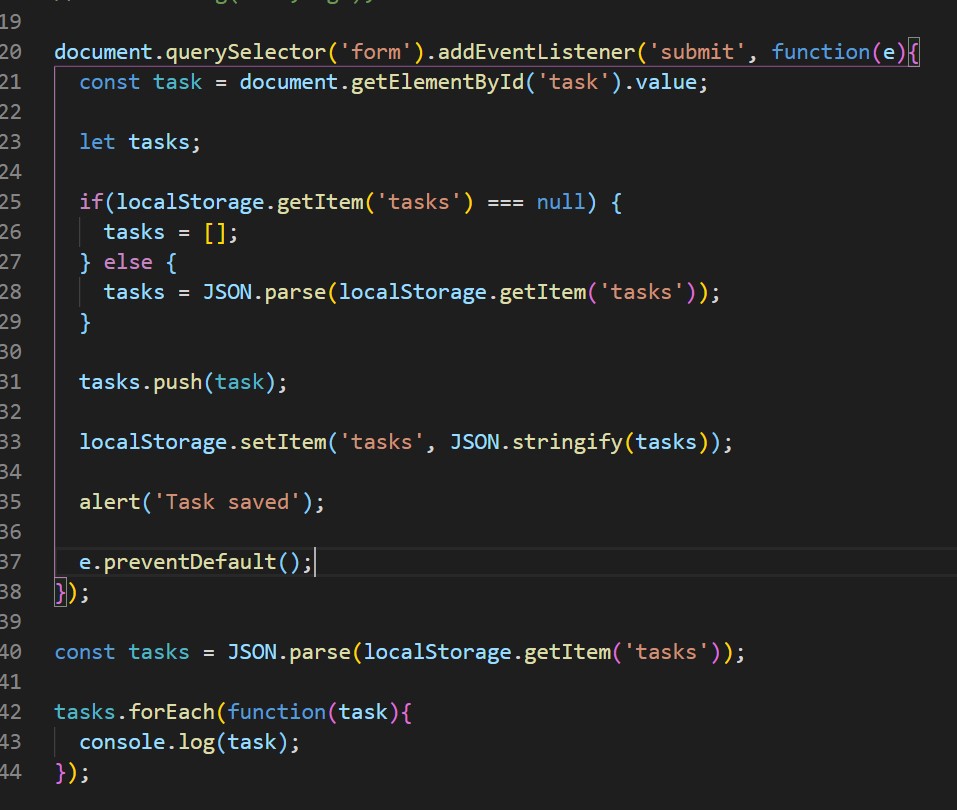 19
20 document.querySelector('form').addEventListener('submit', function(e){
21   const task = document.getElementById('task').value;
22
23   let tasks;
24
25   if(localStorage.getItem('tasks') === null) {
26     tasks = [];
27   } else {
28     tasks = JSON.parse(localStorage.getItem('tasks'));
29   }
30
31   tasks.push(task);
32
33   localStorage.setItem('tasks', JSON.stringify(tasks));
34
35   alert('Task saved');
36
37   e.preventDefault();
38 });
39
40 const tasks = JSON.parse(localStorage.getItem('tasks'));
41
42 tasks.forEach(function(task){
43   console.log(task);
44 });